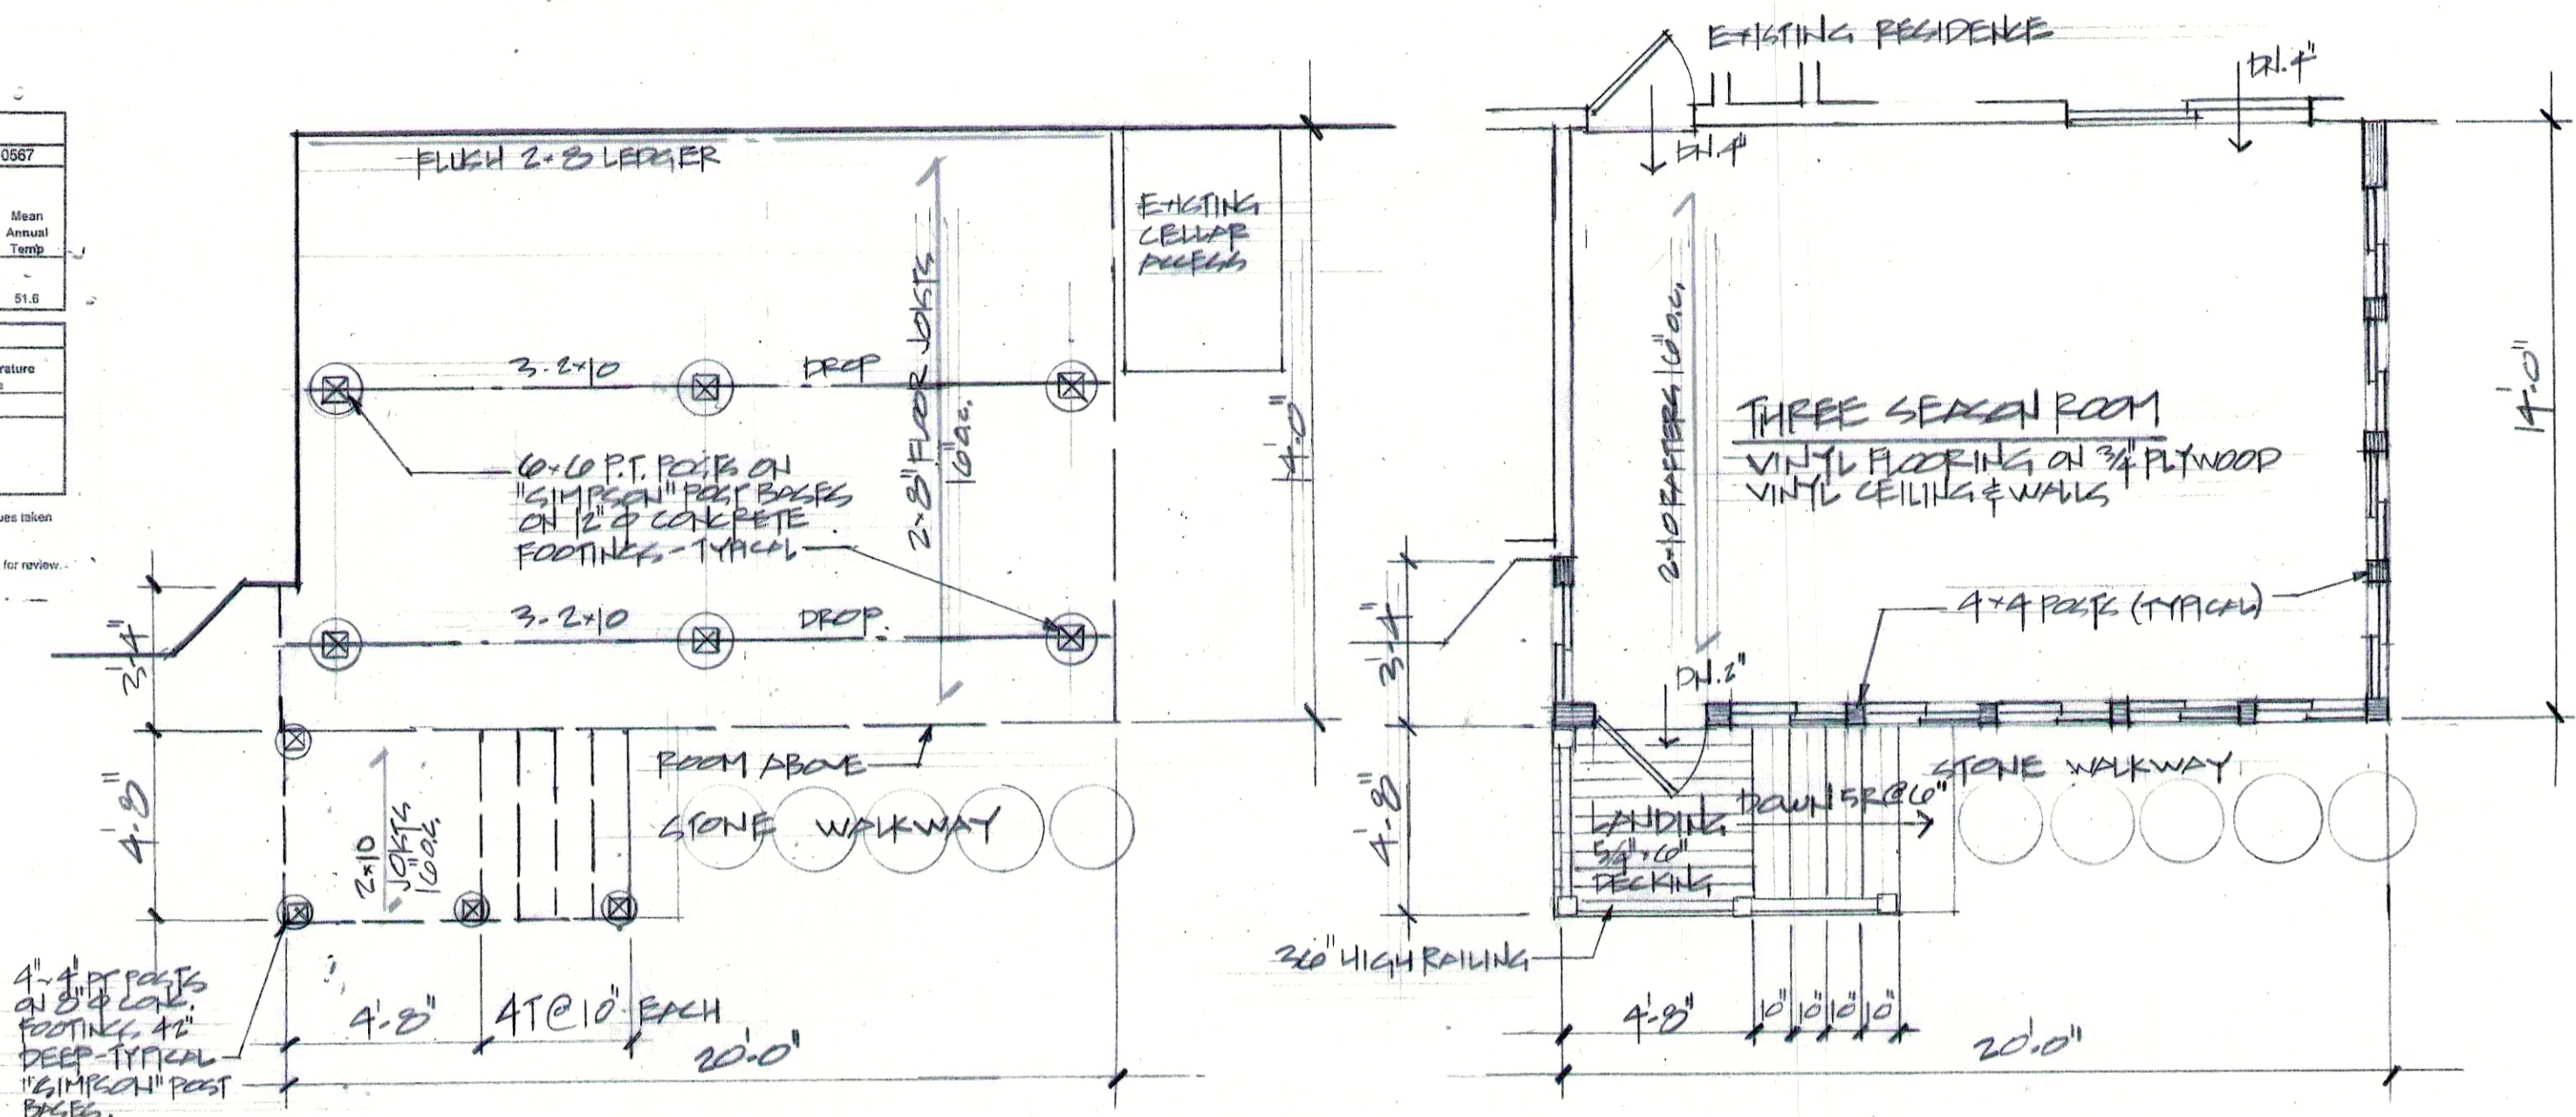 0567
Mean
Annual
Temp
51.6
rature
ues taken
for review.
FLUSH 2×8 LEDGER
EXISTING
CELLAR
ACCESS
3-2×10
DROP
2×8" FLOOR JOISTS
16" O.C.
6×6 P.T. POSTS ON
"SIMPSON" POST BASES
ON 12" Φ CONCRETE
FOOTINGS - TYPICAL
3-2×10
DROP
14'-0"
3'-4"
4'-8"
ROOM ABOVE
STONE WALKWAY
2×10
JOISTS
16" O.C.
4"×4" PT POSTS
ON 8" Φ CONC.
FOOTINGS, 42"
DEEP-TYPICAL
"SIMPSON" POST
BASES.
4'-8"
4T@10" EACH
20'-0"
EXISTING RESIDENCE
DN.4"
DN.4"
2×10 RAFTERS 16" O.C.
THREE SEASON ROOM
VINYL FLOORING ON 3/4" PLYWOOD
VINYL CEILING & WALLS
14'-0"
4×4 POSTS (TYPICAL)
3'-4"
DN.2"
4'-8"
STONE WALKWAY
DOWN 5R@6"
LANDING
5/4"×6"
DECKING
36" HIGH RAILING
4'-8"
10"
10"
10"
10"
20'-0"